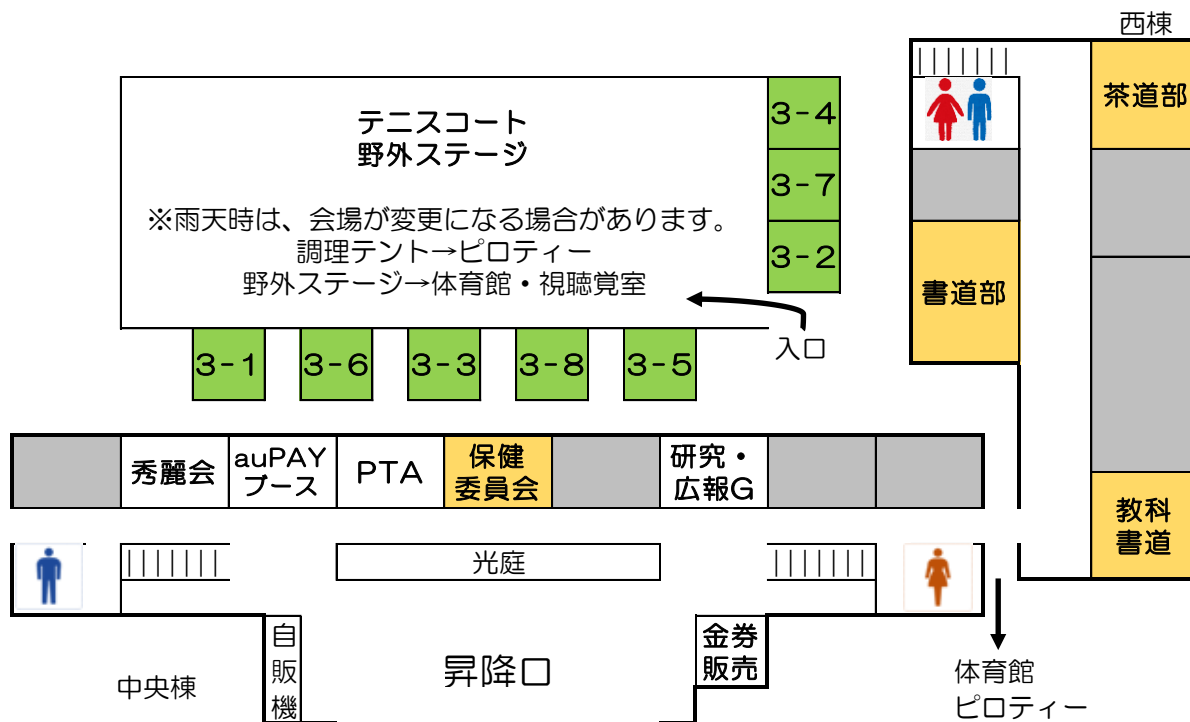 西棟
テニスコート
野外ステージ
※雨天時は、会場が変更になる場合があります。
調理テント→ピロティー
野外ステージ→体育館・視聴覚室
3-4
3-7
3-2
入口
茶道部
書道部
3-1
3-6
3-3
3-8
3-5
秀麗会
auPAY
ブース
PTA
保健
委員会
研究・
広報G
教科
書道
光庭
自販機
昇降口
金券
販売
中央棟
体育館
ピロティー